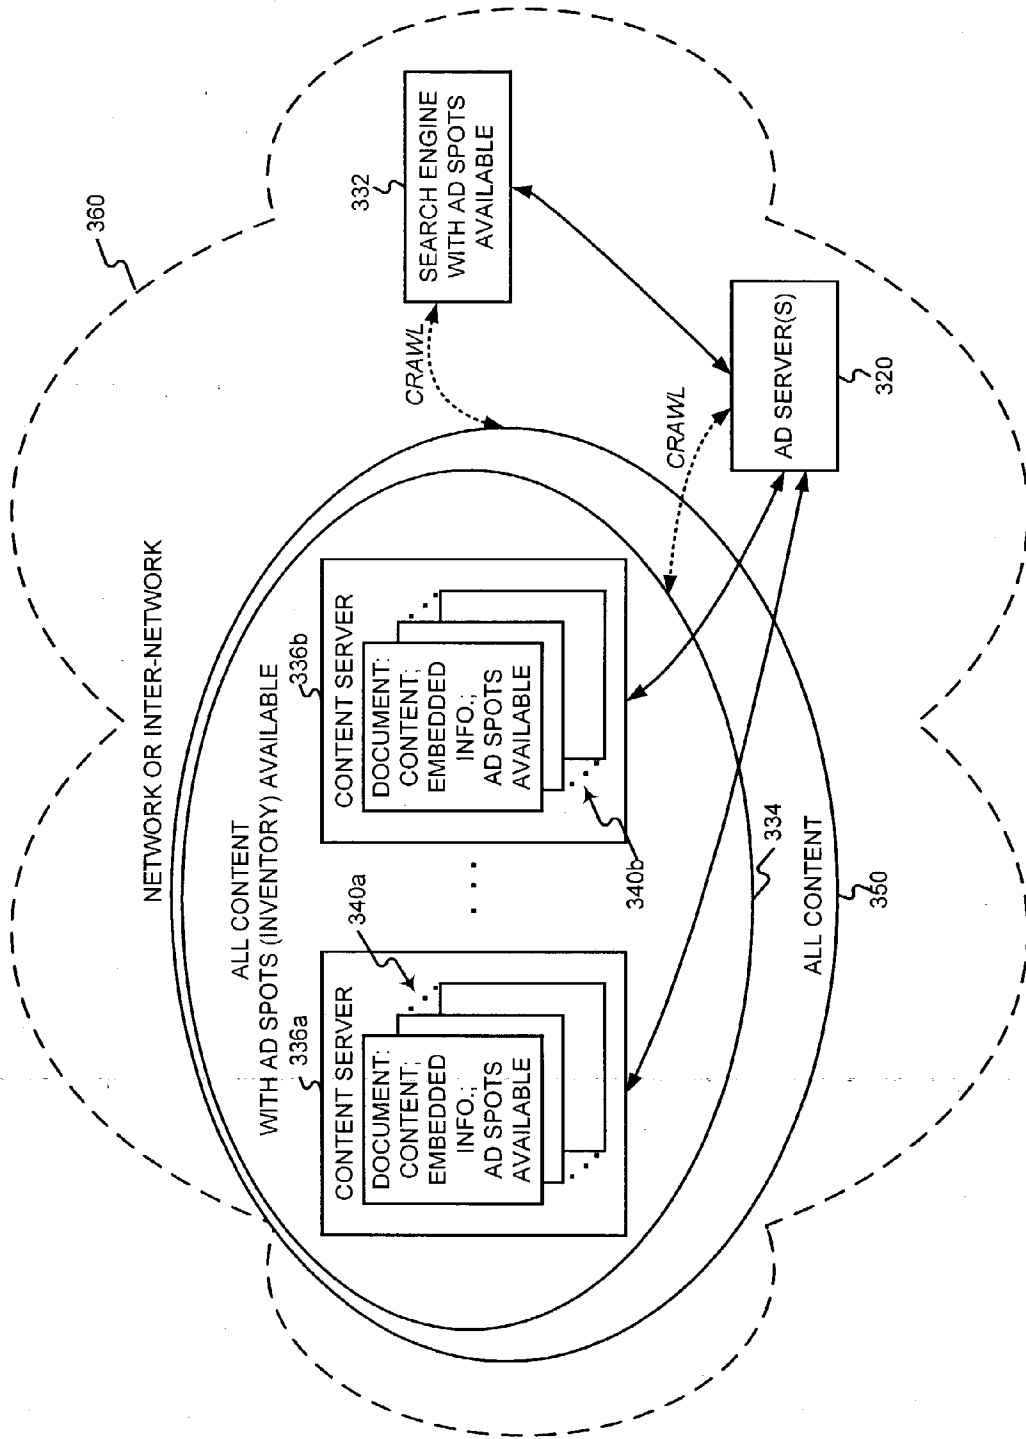 360
NETWORK OR INTER-NETWORK
ALL CONTENT
WITH AD SPOTS (INVENTORY) AVAILABLE
336a
CONTENT SERVER
DOCUMENT:
CONTENT;
EMBEDDED
INFO.;
AD SPOTS
AVAILABLE
340a
. . .
336b
CONTENT SERVER
DOCUMENT:
CONTENT;
EMBEDDED
INFO.;
AD SPOTS
AVAILABLE
340b
334
ALL CONTENT
350
CRAWL
332
SEARCH ENGINE
WITH AD SPOTS
AVAILABLE
CRAWL
AD SERVER(S)
320